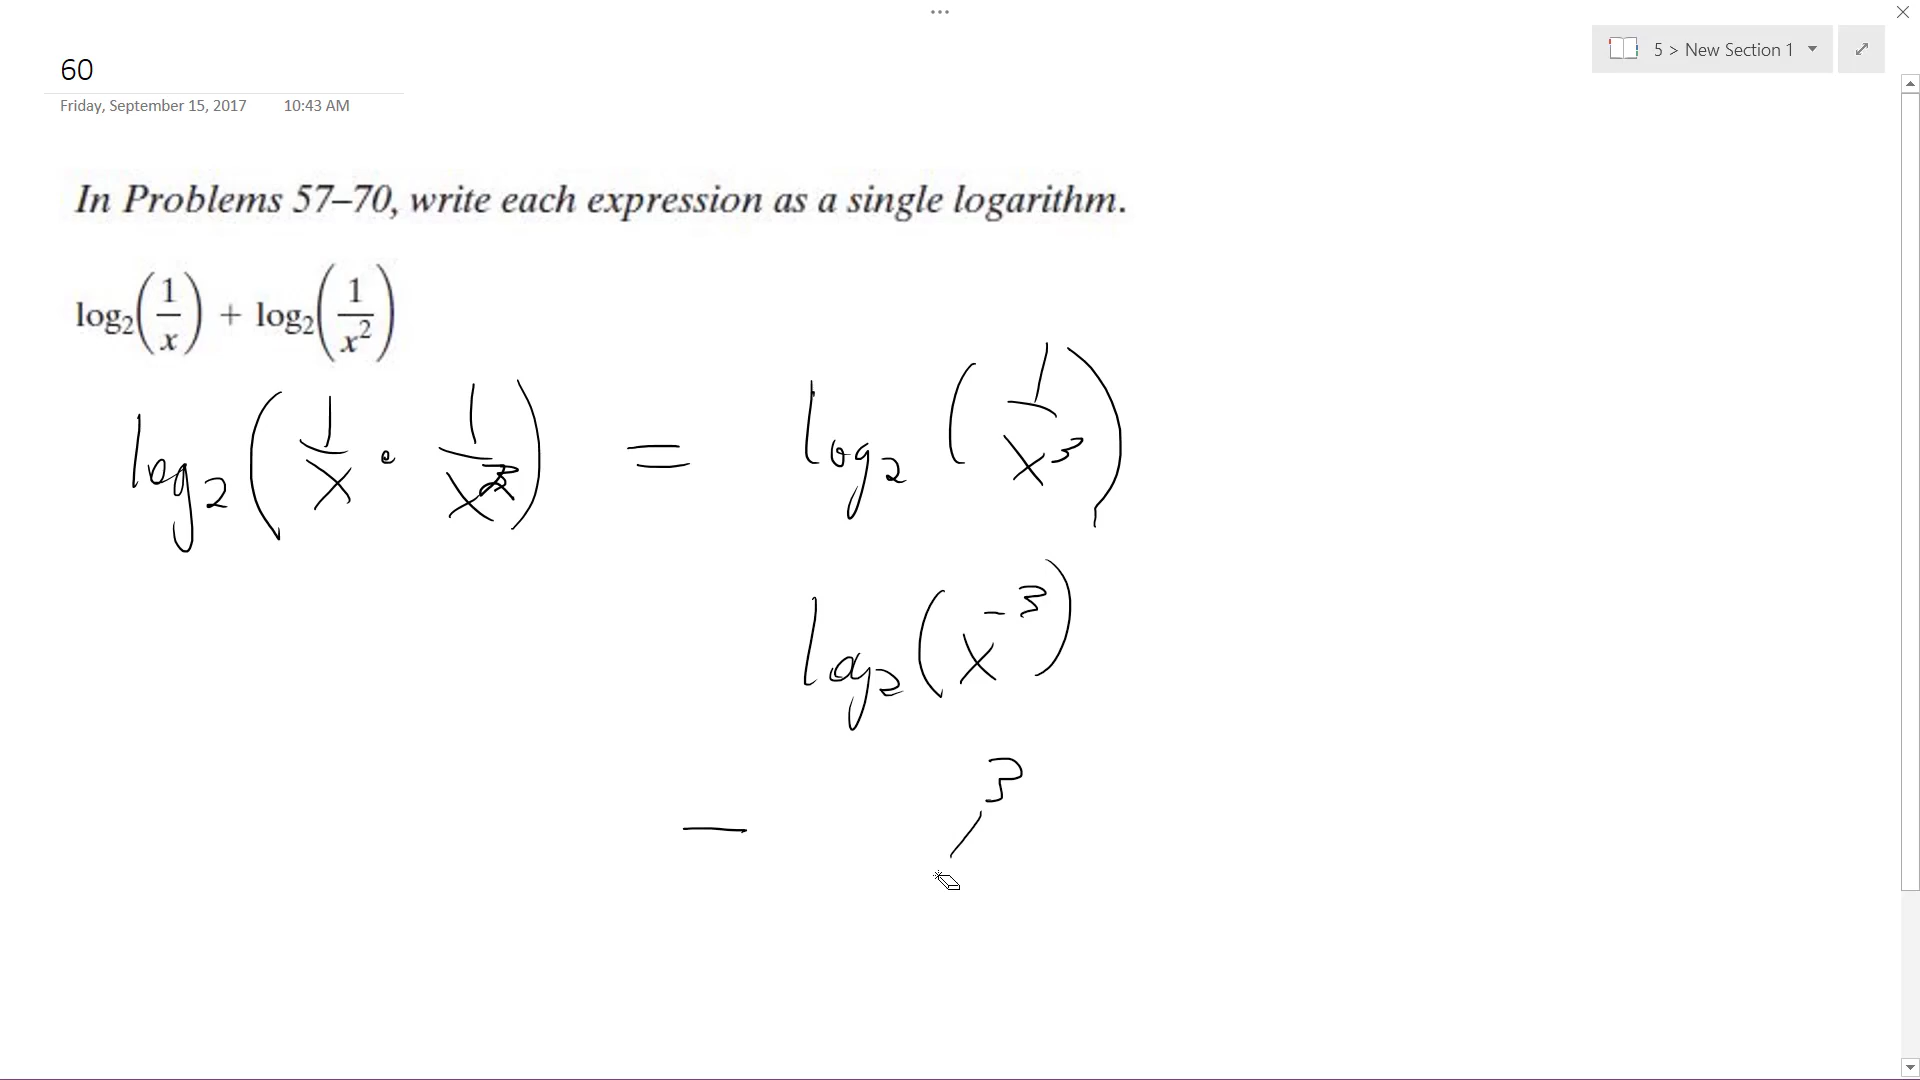 5 > New Section 1
60
Friday, September 15, 2017 10:43 AM
In Problems 57–70, write each expression as a single logarithm.
log₂(1/x) + log₂(1/x²)
log₂(1/x · 1/x²) = log₂(1/x³)
log₂(x⁻³)
— 3